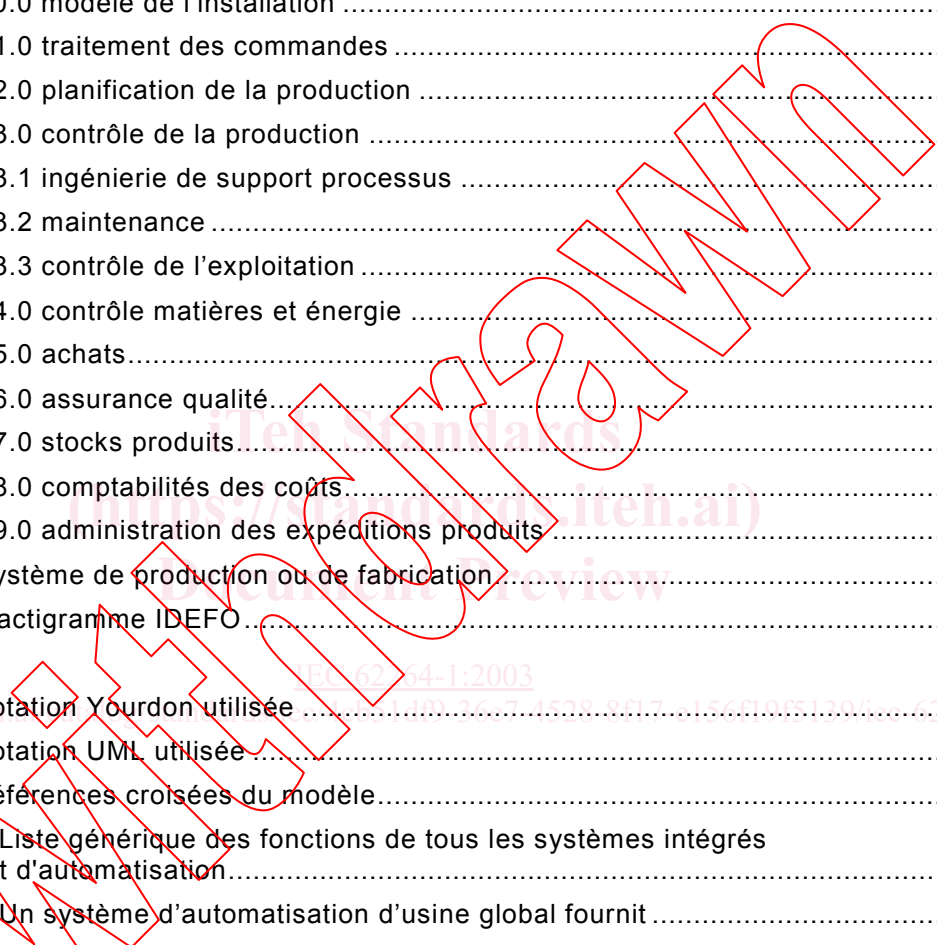 0.0 modèle de l'installation
1.0 traitement des commandes
2.0 planification de la production
3.0 contrôle de la production
3.1 ingénierie de support processus
3.2 maintenance
3.3 contrôle de l’exploitation
4.0 contrôle matières et énergie
5.0 achats
6.0 assurance qualité
iTeh Standards
7.0 stocks produits
8.0 comptabilités des coûts
(https://standards.iteh.ai)
9.0 administration des expéditions produits
ystème de production ou de fabrication
Document Preview
actigramme IDEFO
IEC 62264-1:2003
otation Yourdon utilisée
otation UML utilisée
éférences croisées du modèle
Liste générique des fonctions de tous les systèmes intégrés
t d'automatisation
Un système d’automatisation d’usine global fournit
withdrawn